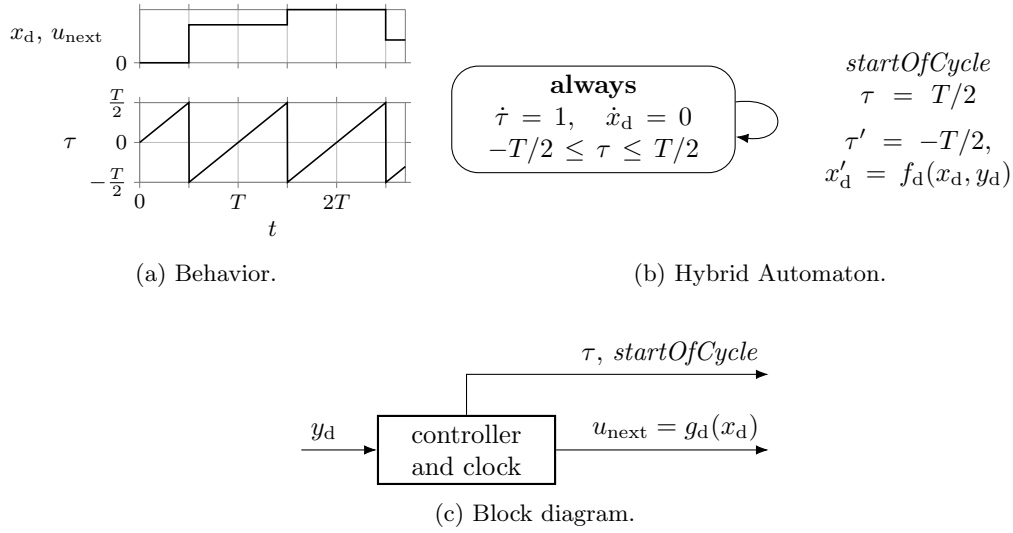 x_d, u_next
0
T/2
τ 0
−T/2
0 T 2T
t
(a) Behavior.
always
τ̇ = 1, ẋ_d = 0
−T/2 ≤ τ ≤ T/2
startOfCycle
τ = T/2
τ′ = −T/2,
x′_d = f_d(x_d, y_d)
(b) Hybrid Automaton.
τ, startOfCycle
y_d
controller
and clock
u_next = g_d(x_d)
(c) Block diagram.